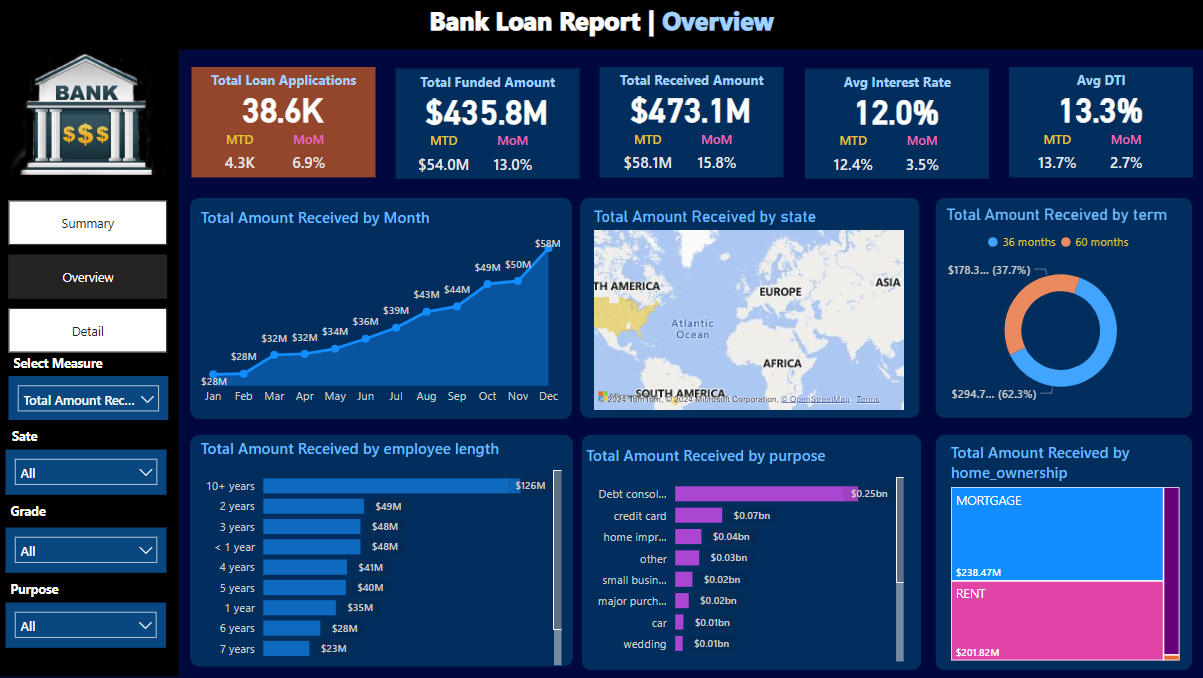 Bank Loan Report | Overview
BANK
$$$
Total Loan Applications
38.6K
MTD MoM
4.3K 6.9%
Total Funded Amount
$435.8M
MTD MoM
$54.0M 13.0%
Total Received Amount
$473.1M
MTD MoM
$58.1M 15.8%
Avg Interest Rate
12.0%
MTD MoM
12.4% 3.5%
Avg DTI
13.3%
MTD MoM
13.7% 2.7%
Summary
Overview
Detail
Select Measure
Total Amount Rec...
Sate
All
Grade
All
Purpose
All
Total Amount Received by Month
$28M
$28M
$32M
$32M
$34M
$36M
$39M
$43M
$44M
$49M
$50M
$58M
Jan Feb Mar Apr May Jun Jul Aug Sep Oct Nov Dec
Total Amount Received by state
TH AMERICA
EUROPE
ASIA
Atlantic
Ocean
AFRICA
SOUTH AMERICA
© 2024 TomTom, © 2024 Microsoft Corporation, © OpenStreetMap Terms
Total Amount Received by term
36 months 60 months
$178.3... (37.7%)
$294.7... (62.3%)
Total Amount Received by employee length
10+ years $126M
2 years $49M
3 years $48M
< 1 year $48M
4 years $41M
5 years $40M
1 year $35M
6 years $28M
7 years $23M
Total Amount Received by purpose
Debt consol... $0.25bn
credit card $0.07bn
home impr... $0.04bn
other $0.03bn
small busin... $0.02bn
major purch... $0.02bn
car $0.01bn
wedding $0.01bn
Total Amount Received by
home_ownership
MORTGAGE
$238.47M
RENT
$201.82M